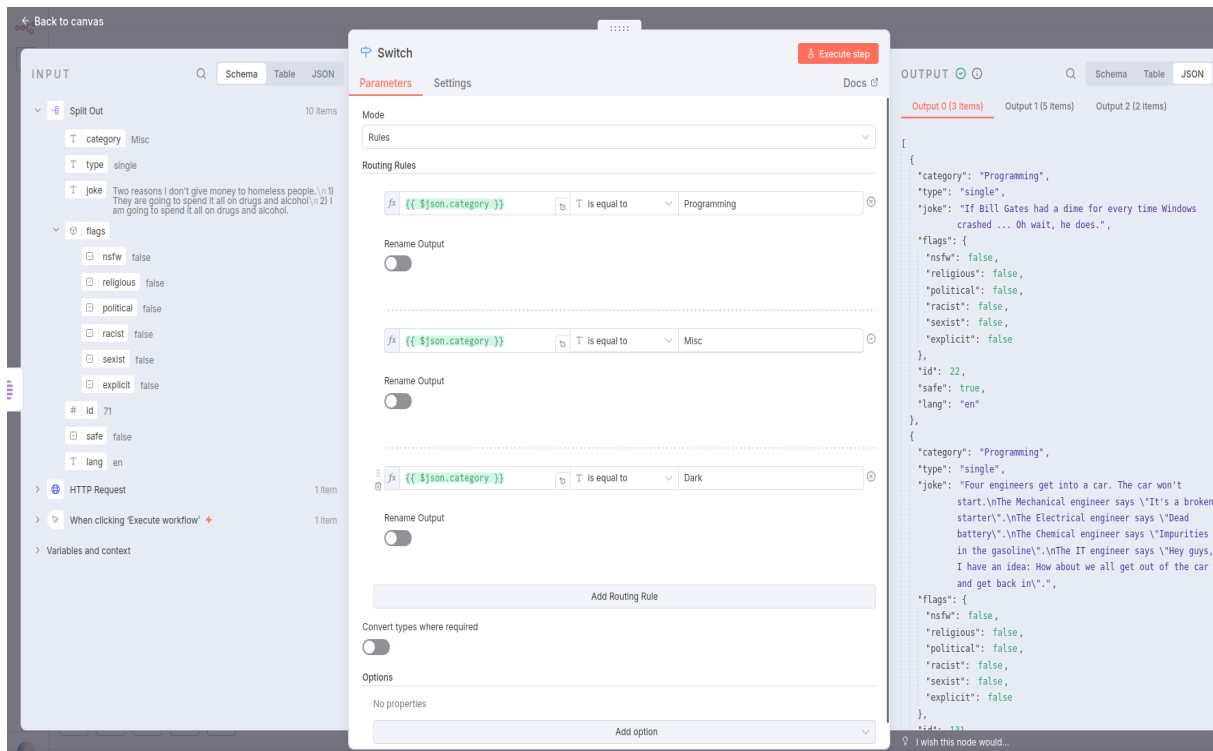 Back to canvas
INPUT
Schema
Table
JSON
Split Out
10 items
T category Misc
T type single
T joke Two reasons I don't give money to homeless people.\n 1)
They are going to spend it all on drugs and alcohol\n 2) I
am going to spend it all on drugs and alcohol.
flags
nsfw false
religious false
political false
racist false
sexist false
explicit false
# id 71
safe false
T lang en
HTTP Request
1 item
When clicking 'Execute workflow'
1 item
Variables and context
Switch
Execute step
Parameters
Settings
Docs
Mode
Rules
Routing Rules
fx {{ $json.category }} T is equal to Programming
Rename Output
fx {{ $json.category }} T is equal to Misc
Rename Output
fx {{ $json.category }} T is equal to Dark
Rename Output
Add Routing Rule
Convert types where required
Options
No properties
Add option
OUTPUT
Schema
Table
JSON
Output 0 (3 items)
Output 1 (5 items)
Output 2 (2 items)
[
{
"category": "Programming",
"type": "single",
"joke": "If Bill Gates had a dime for every time Windows
crashed ... Oh wait, he does.",
"flags": {
"nsfw": false,
"religious": false,
"political": false,
"racist": false,
"sexist": false,
"explicit": false
},
"id": 22,
"safe": true,
"lang": "en"
},
{
"category": "Programming",
"type": "single",
"joke": "Four engineers get into a car. The car won't
start.\nThe Mechanical engineer says \"It's a broken
starter\".\nThe Electrical engineer says \"Dead
battery\".\nThe Chemical engineer says \"Impurities
in the gasoline\".\nThe IT engineer says \"Hey guys,
I have an idea: How about we all get out of the car
and get back in\".",
"flags": {
"nsfw": false,
"religious": false,
"political": false,
"racist": false,
"sexist": false,
"explicit": false
},
"id": 131
I wish this node would...